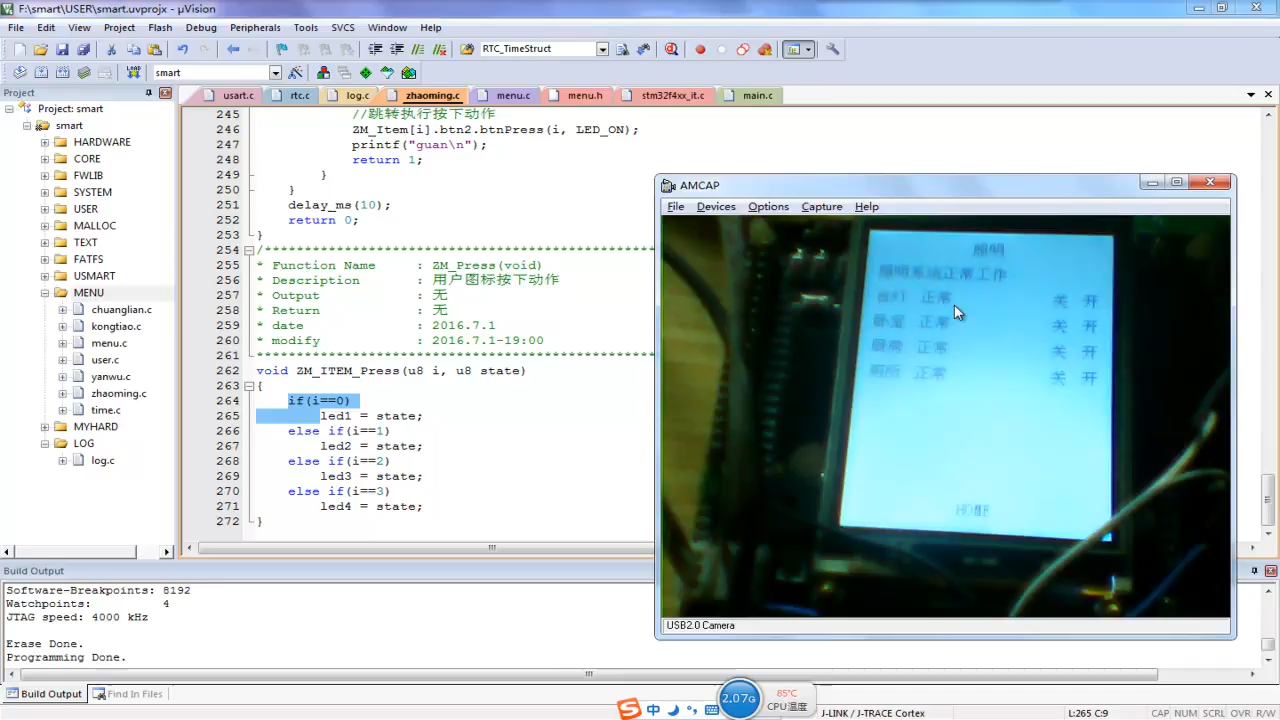 F:\smart\USER\smart.uvprojx - µVision
File Edit View Project Flash Debug Peripherals Tools SVCS Window Help
RTC_TimeStruct
LOAD smart
Project
usart.c rtc.c log.c zhaoming.c menu.c menu.h stm32f4xx_it.c main.c
Project: smart
smart
HARDWARE
CORE
FWLIB
SYSTEM
USER
MALLOC
TEXT
FATFS
USMART
MENU
chuanglian.c
kongtiao.c
menu.c
user.c
yanwu.c
zhaoming.c
time.c
MYHARD
LOG
log.c
245 //跳转执行按下动作
246 ZM_Item[i].btn2.btnPress(i, LED_ON);
247 printf("guan\n");
248 return 1;
249 }
250 }
251 delay_ms(10);
252 return 0;
253 }
254 /**************************************************
255 * Function Name : ZM_Press(void)
256 * Description : 用户图标按下动作
257 * Output : 无
258 * Return : 无
259 * date : 2016.7.1
260 * modify : 2016.7.1-19:00
261 **************************************************
262 void ZM_ITEM_Press(u8 i, u8 state)
263 {
264 if(i==0)
265 led1 = state;
266 else if(i==1)
267 led2 = state;
268 else if(i==2)
269 led3 = state;
270 else if(i==3)
271 led4 = state;
272 }
AMCAP
File Devices Options Capture Help
照明
照明系统正常工作
正常 关 开
卧室 正常 关 开
正常 关 开
厕所 正常 关 开
USB2.0 Camera
Build Output
Software-Breakpoints: 8192
Watchpoints: 4
JTAG speed: 4000 kHz
Erase Done.
Programming Done.
Build Output Find In Files
中
2.07G
85℃
CPU温度
J-LINK / J-TRACE Cortex L:265 C:9 CAP NUM SCRL OVR R/W